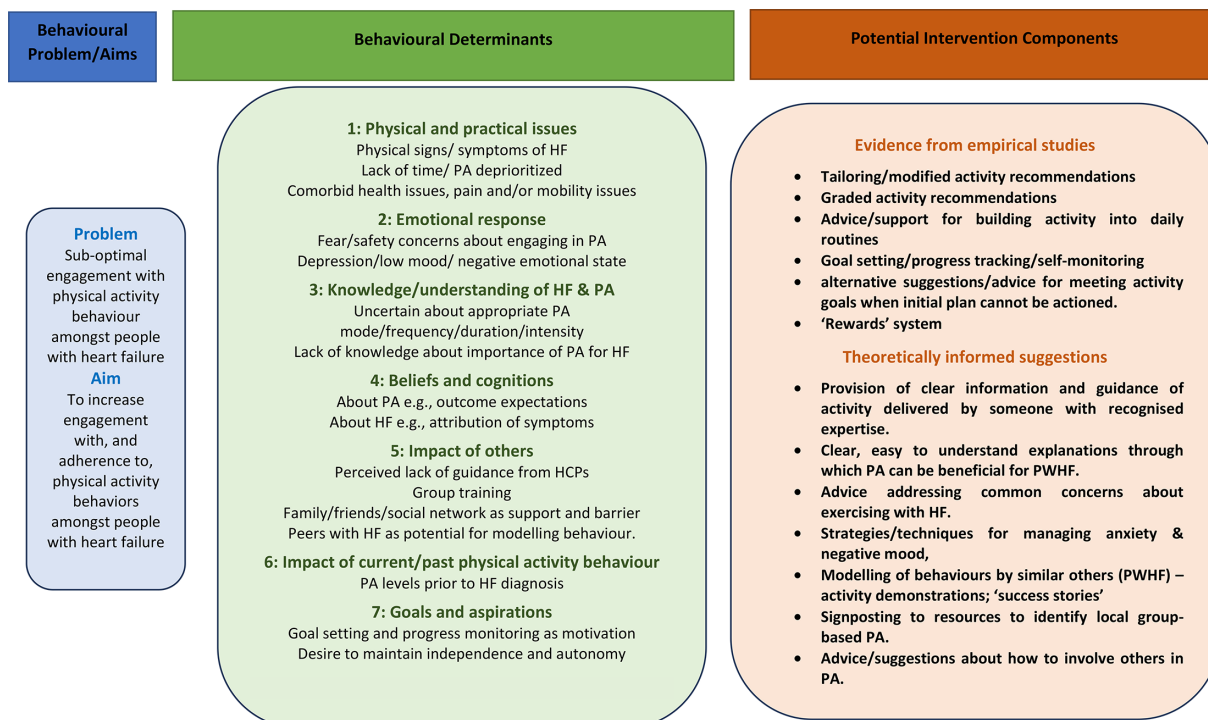 Behavioural
Problem/Aims
Behavioural Determinants
Potential Intervention Components
Problem
Sub-optimal
engagement with
physical activity
behaviour
amongst people
with heart failure
Aim
To increase
engagement
with, and
adherence to,
physical activity
behaviors
amongst people
with heart failure
1: Physical and practical issues
Physical signs/ symptoms of HF
Lack of time/ PA deprioritized
Comorbid health issues, pain and/or mobility issues
2: Emotional response
Fear/safety concerns about engaging in PA
Depression/low mood/ negative emotional state
3: Knowledge/understanding of HF & PA
Uncertain about appropriate PA
mode/frequency/duration/intensity
Lack of knowledge about importance of PA for HF
4: Beliefs and cognitions
About PA e.g., outcome expectations
About HF e.g., attribution of symptoms
5: Impact of others
Perceived lack of guidance from HCPs
Group training
Family/friends/social network as support and barrier
Peers with HF as potential for modelling behaviour.
6: Impact of current/past physical activity behaviour
PA levels prior to HF diagnosis
7: Goals and aspirations
Goal setting and progress monitoring as motivation
Desire to maintain independence and autonomy
Evidence from empirical studies
• Tailoring/modified activity recommendations
• Graded activity recommendations
• Advice/support for building activity into daily
routines
• Goal setting/progress tracking/self-monitoring
• alternative suggestions/advice for meeting activity
goals when initial plan cannot be actioned.
• ‘Rewards’ system
Theoretically informed suggestions
• Provision of clear information and guidance of
activity delivered by someone with recognised
expertise.
• Clear, easy to understand explanations through
which PA can be beneficial for PWHF.
• Advice addressing common concerns about
exercising with HF.
• Strategies/techniques for managing anxiety &
negative mood,
• Modelling of behaviours by similar others (PWHF) –
activity demonstrations; ‘success stories’
• Signposting to resources to identify local group-
based PA.
• Advice/suggestions about how to involve others in
PA.